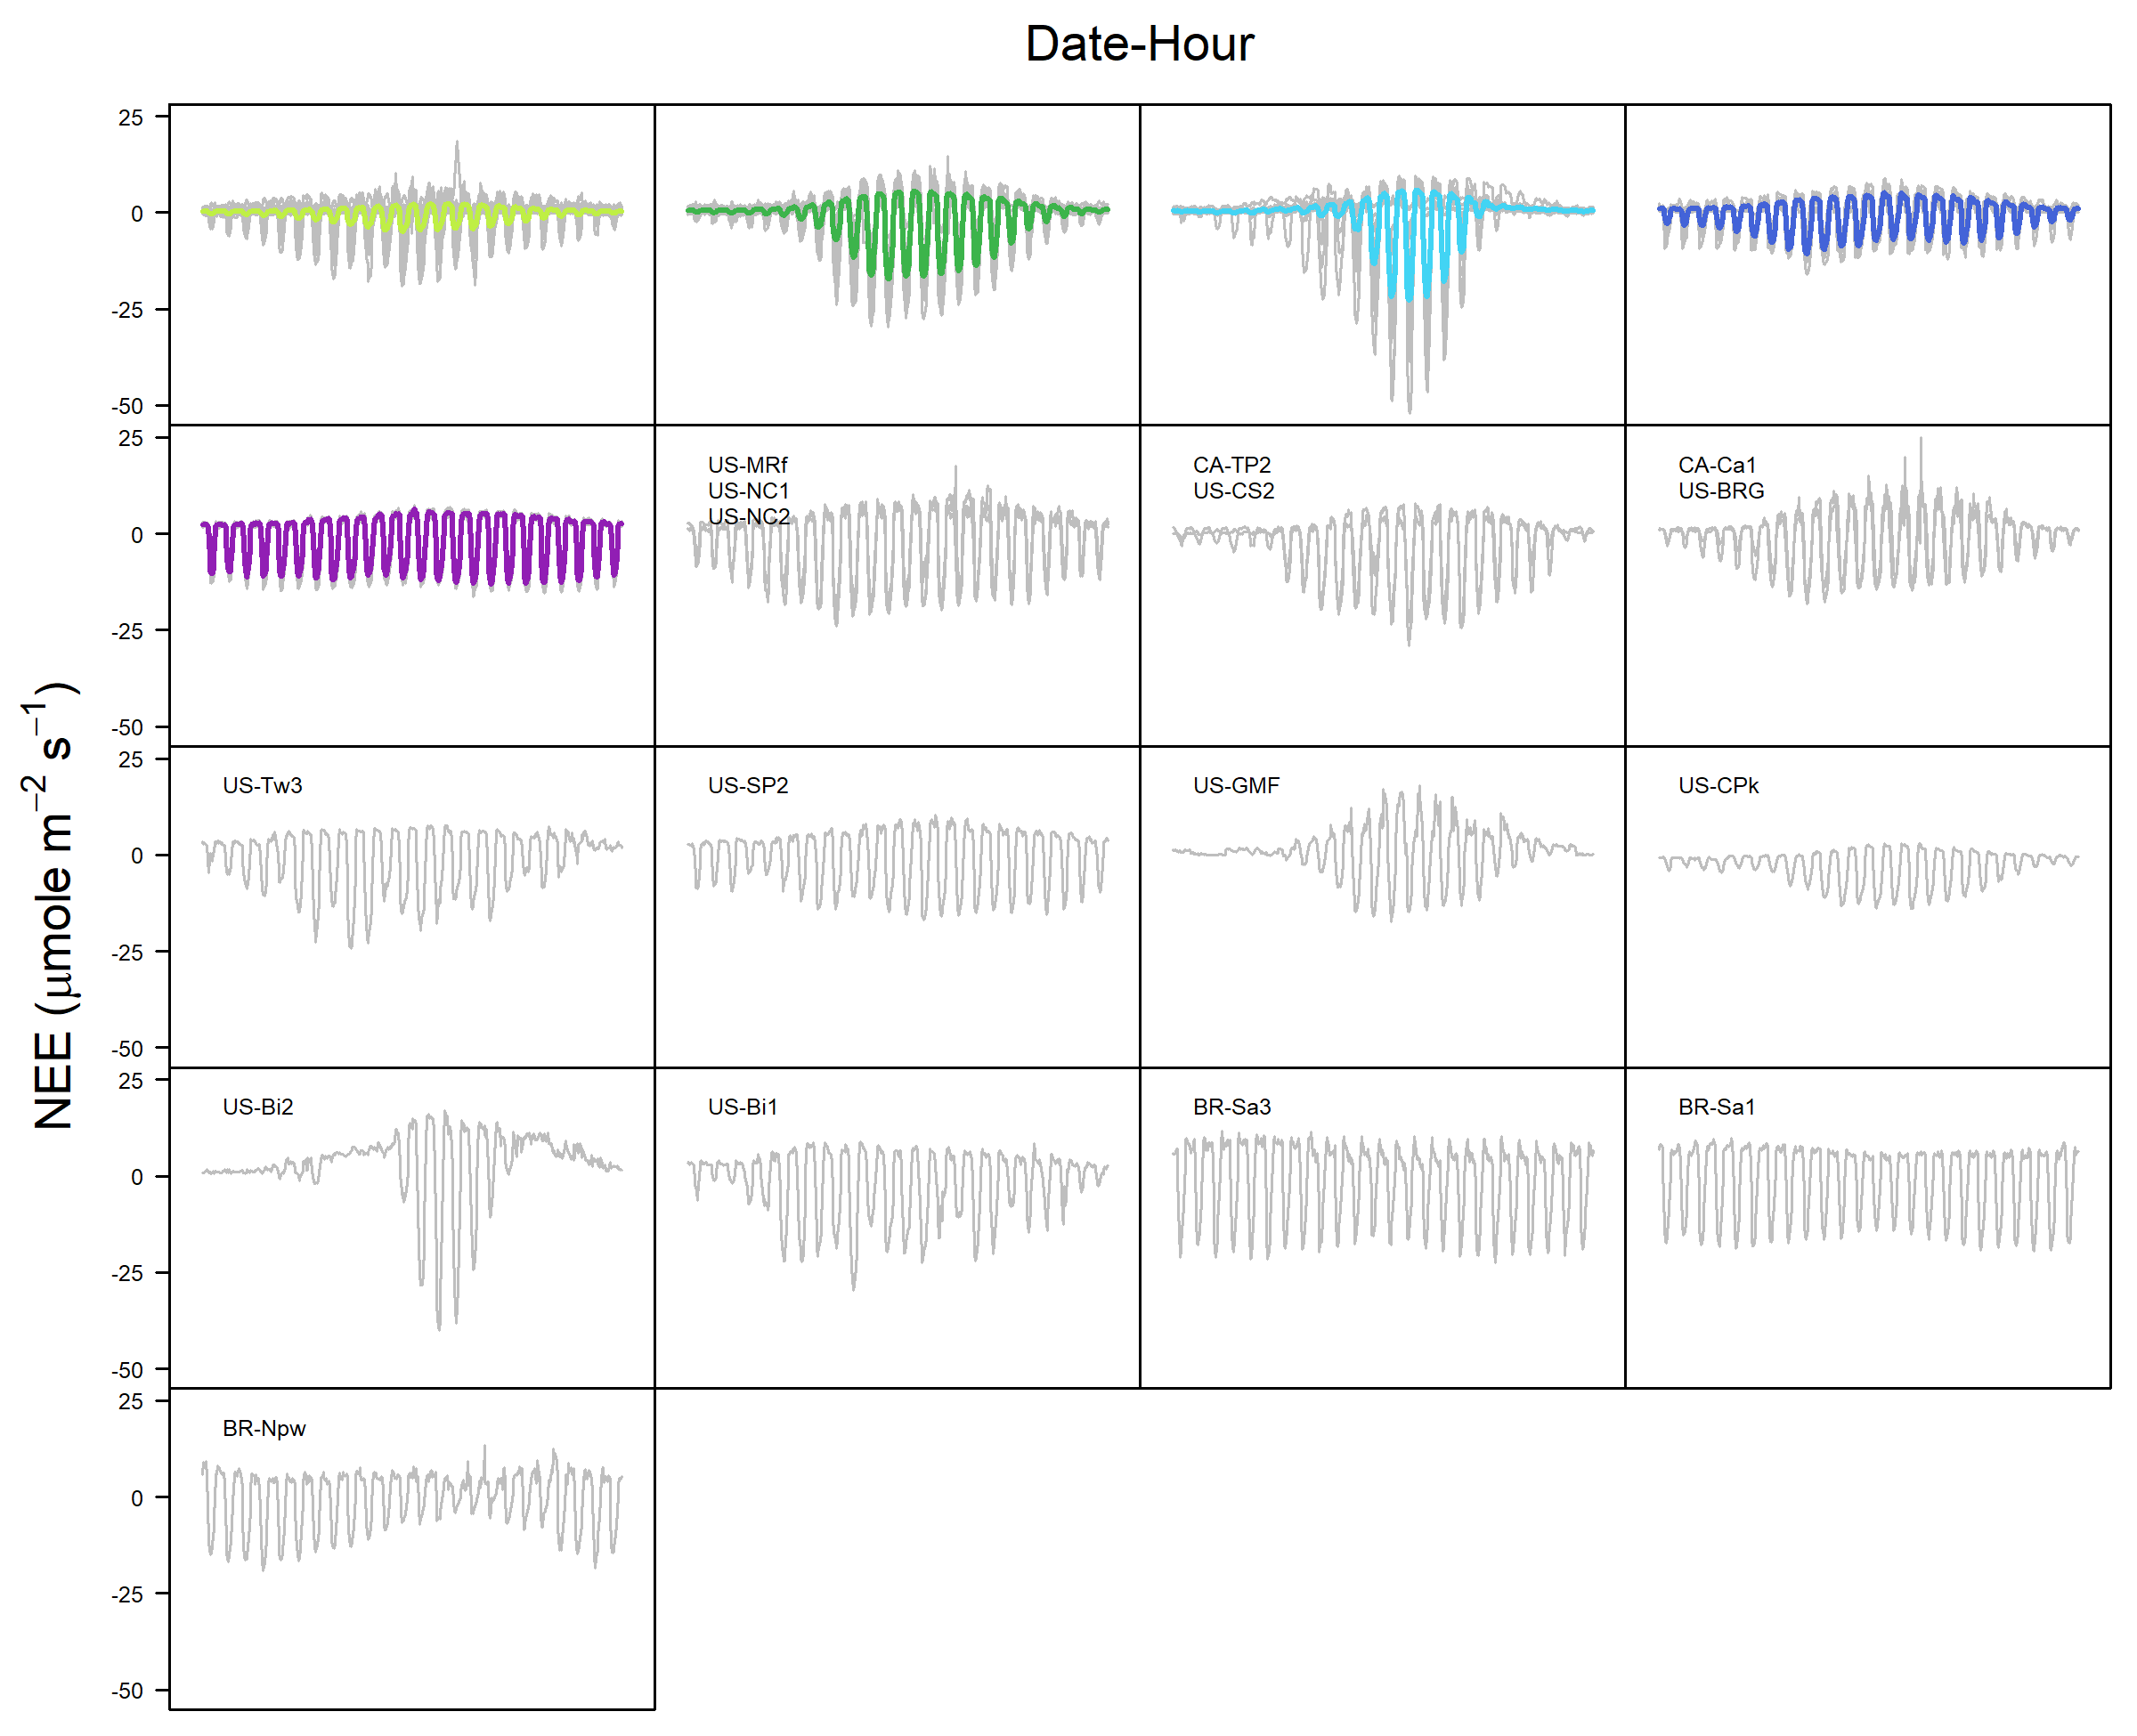 Date-Hour
NEE (μmole m⁻² s⁻¹)
25
0
-25
-50
25
0
-25
-50
US-MRf
US-NC1
US-NC2
CA-TP2
US-CS2
CA-Ca1
US-BRG
25
0
-25
-50
US-Tw3
US-SP2
US-GMF
US-CPk
25
0
-25
-50
US-Bi2
US-Bi1
BR-Sa3
BR-Sa1
25
0
-25
-50
BR-Npw